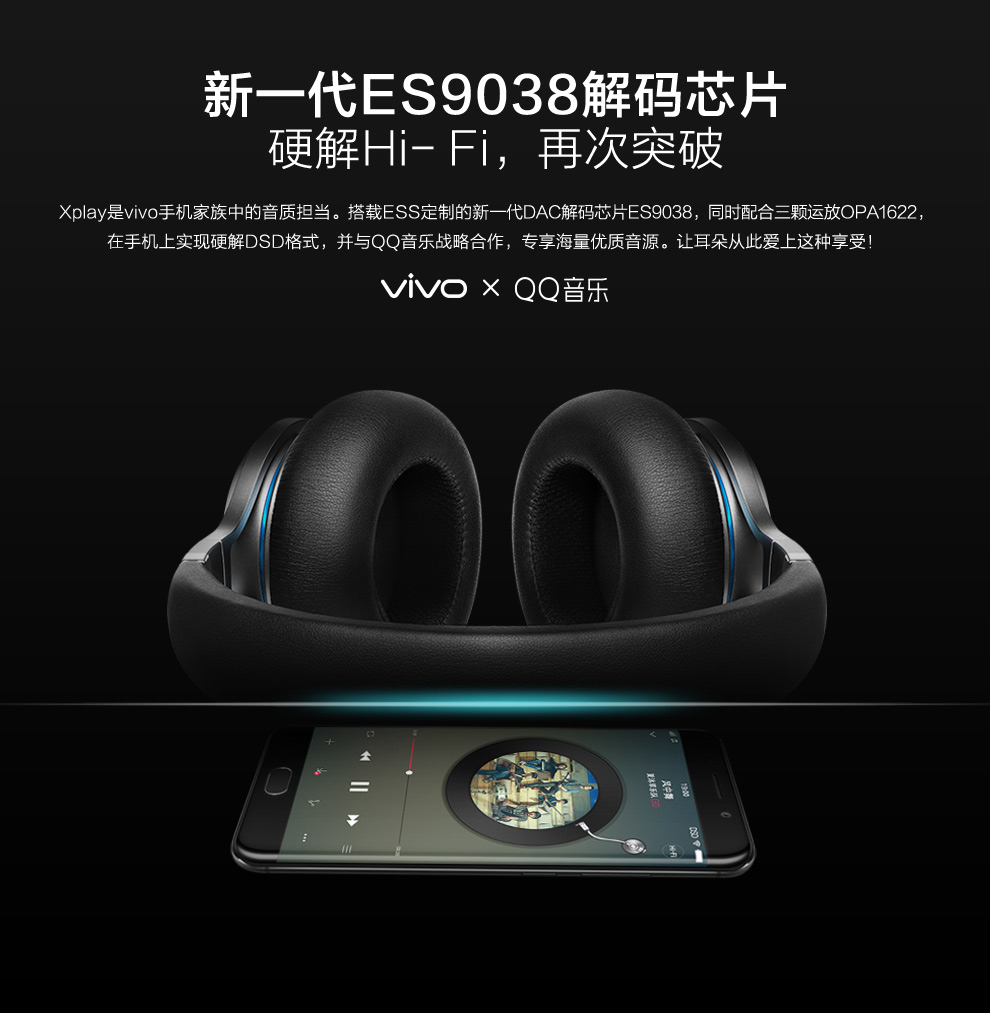 新一代ES9038解码芯片
硬解Hi-Fi，再次突破
Xplay是vivo手机家族中的音质担当。搭载ESS定制的新一代DAC解码芯片ES9038，同时配合三颗运放OPA1622，
在手机上实现硬解DSD格式，并与QQ音乐战略合作，专享海量优质音源。让耳朵从此爱上这种享受！
vivo × QQ音乐
19:00
DSD
Hi-Fi